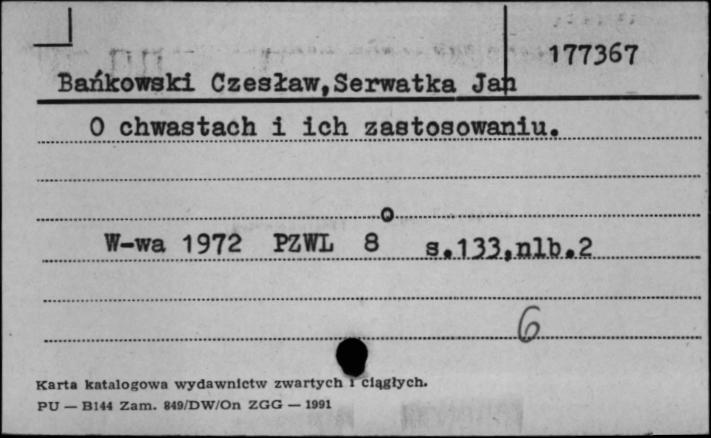 177367
Bańkowski Czesław,Serwatka Jan
O chwastach i ich zastosowaniu.
W-wa 1972 PZWL 8° s.133,nlb.2
6
Karta katalogowa wydawnictw zwartych i ciągłych.
PU — B144 Zam. 849/DW/On ZGG — 1991